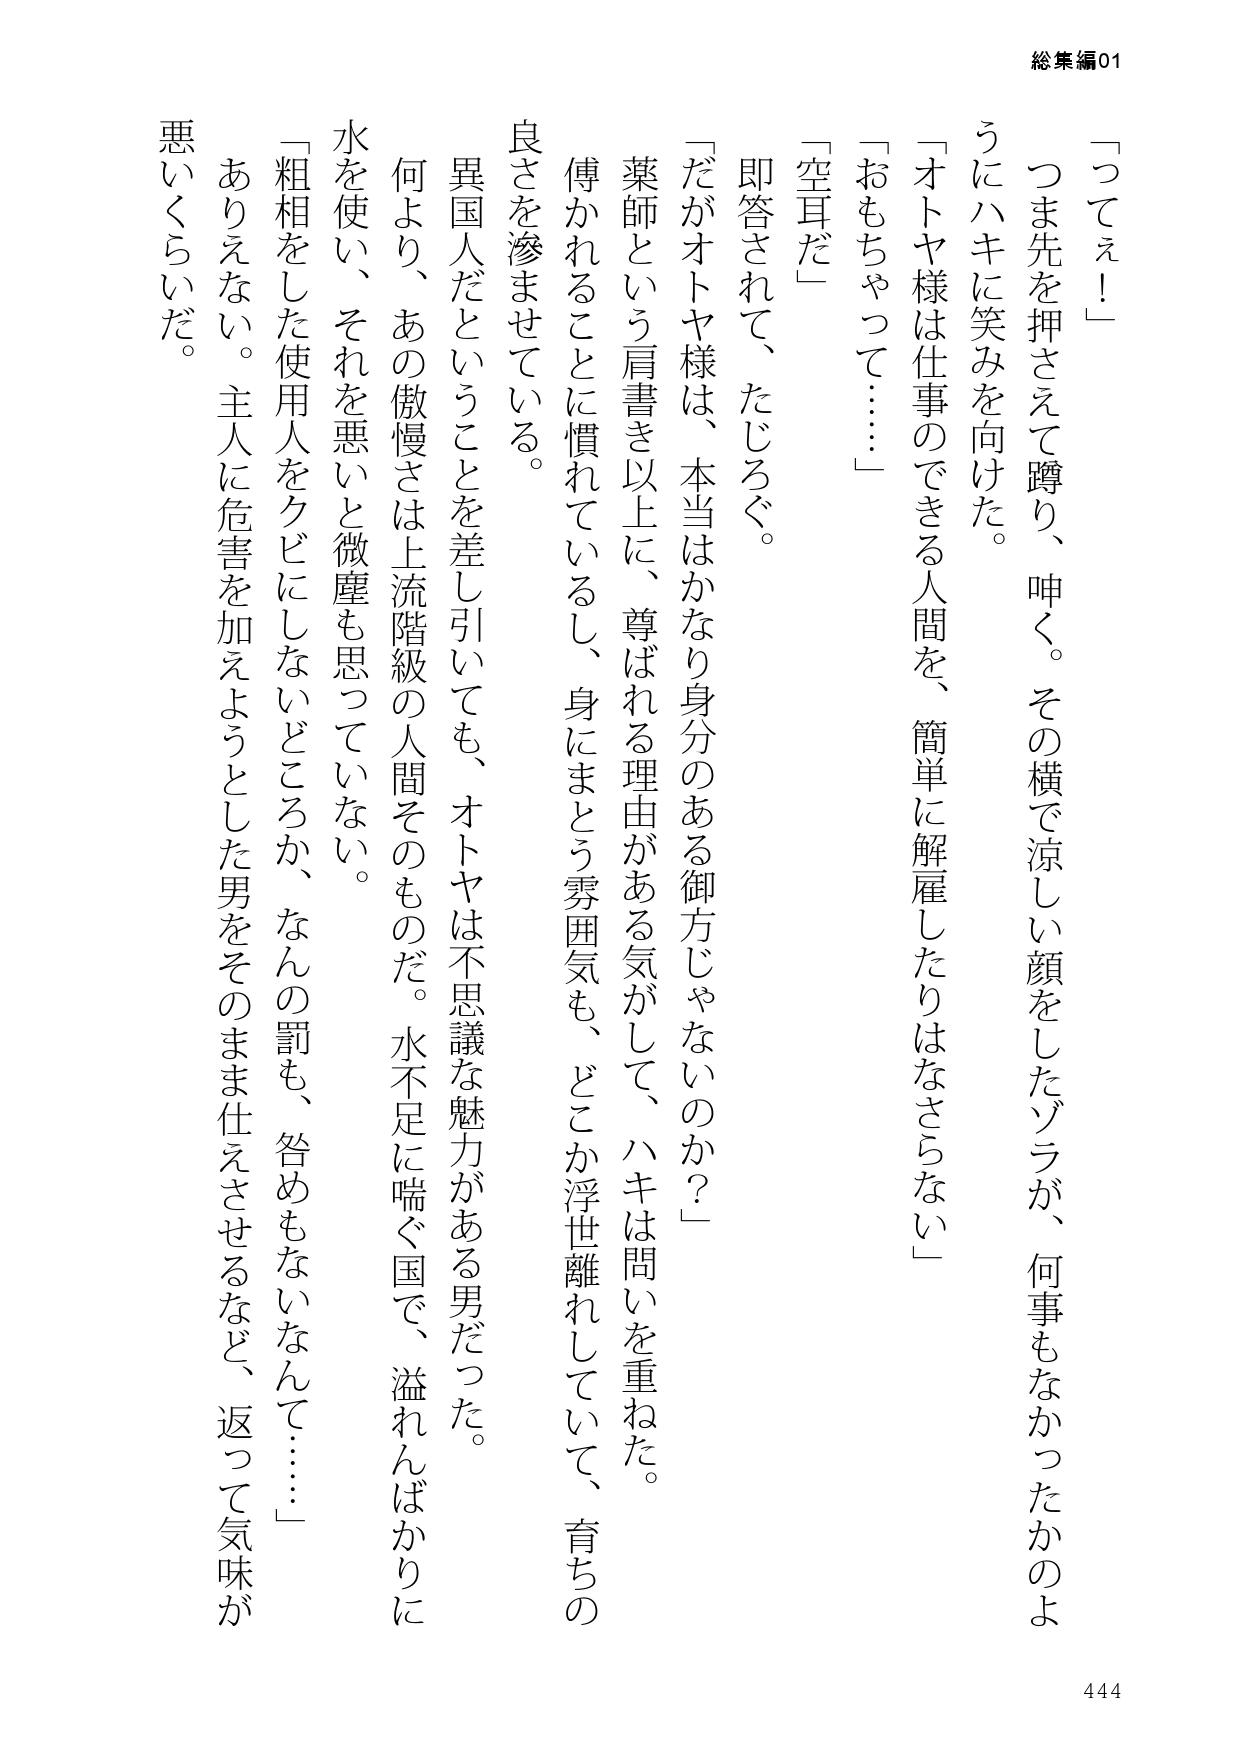 総集編01
「ってぇ！」
つま先を押さえて蹲り、呻く。その横で涼しい顔をしたゾラが、何事もなかったかのよ
うにハキに笑みを向けた。
「オトヤ様は仕事のできる人間を、簡単に解雇したりはなさらない」
「おもちゃって……」
「空耳だ」
即答されて、たじろぐ。
「だがオトヤ様は、本当はかなり身分のある御方じゃないのか？」
薬師という肩書き以上に、尊ばれる理由がある気がして、ハキは問いを重ねた。
傅かれることに慣れているし、身にまとう雰囲気も、どこか浮世離れしていて、育ちの
良さを滲ませている。
異国人だということを差し引いても、オトヤは不思議な魅力がある男だった。
何より、あの傲慢さは上流階級の人間そのものだ。水不足に喘ぐ国で、溢れんばかりに
水を使い、それを悪いと微塵も思っていない。
「粗相をした使用人をクビにしないどころか、なんの罰も、咎めもないなんて……」
ありえない。主人に危害を加えようとした男をそのまま仕えさせるなど、返って気味が
悪いくらいだ。
444